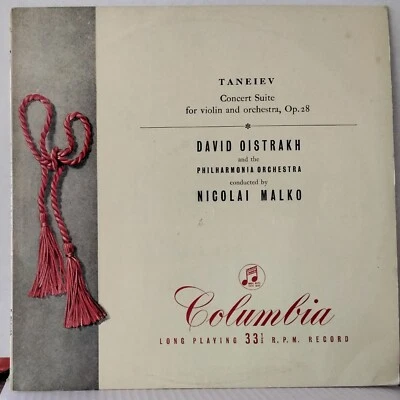 TANEIEV
Concert Suite
for violin and orchestra, Op.28
DAVID OISTRAKH
and the
PHILHARMONIA ORCHESTRA
conducted by
NICOLAI MALKO
Columbia
LONG PLAYING 33⅓ R.P.M. RECORD